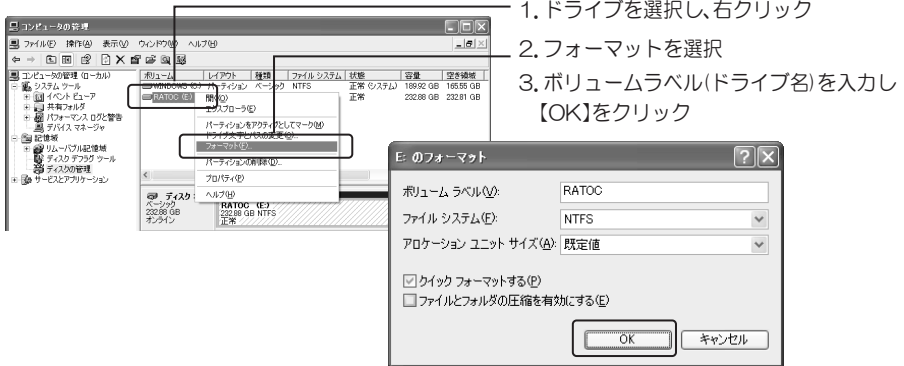 1. ドライブを選択し、右クリック
2. フォーマットを選択
3. ボリュームラベル(ドライブ名)を入力し
【OK】をクリック
コンピュータの管理
ファイル(F) 操作(A) 表示(V) ウィンドウ(W) ヘルプ(H)
コンピュータの管理 (ローカル)
システム ツール
イベント ビューア
共有フォルダ
パフォーマンス ログと警告
デバイス マネージャ
記憶域
リムーバブル記憶域
ディスク デフラグ ツール
ディスクの管理
サービスとアプリケーション
ボリューム レイアウト 種類 ファイル システム 状態 容量 空き領域
WINDOWS (C:) パーティション ベーシック NTFS 正常 (システム) 189.92 GB 165.55 GB
RATOC (E:) 正常 232.88 GB 232.81 GB
開く(O)
エクスプローラ(E)
パーティションをアクティブとしてマーク(M)
ドライブ文字とパスの変更(C)...
フォーマット(F)...
パーティションの削除(D)...
プロパティ(P)
ヘルプ(H)
ディスク
ベーシック
232.88 GB
オンライン
RATOC (E:)
232.88 GB NTFS
正常
E: のフォーマット
ボリューム ラベル(V): RATOC
ファイル システム(F): NTFS
アロケーション ユニット サイズ(A): 既定値
クイック フォーマットする(P)
ファイルとフォルダの圧縮を有効にする(E)
OK キャンセル